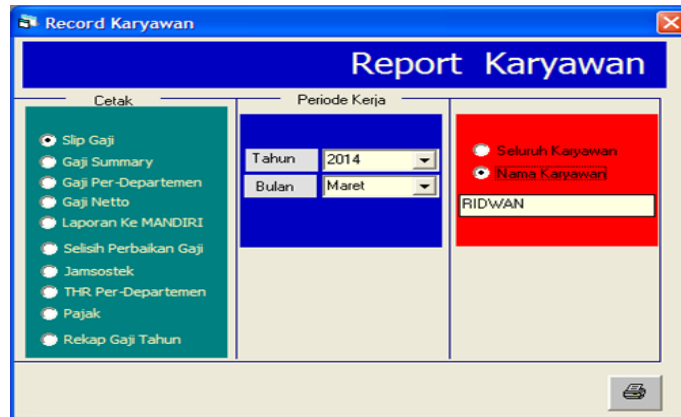 Record Karyawan
Report Karyawan
Cetak
Slip Gaji
Gaji Summary
Gaji Per-Departemen
Gaji Netto
Laporan Ke MANDIRI
Selisih Perbaikan Gaji
Jamsostek
THR Per-Departemen
Pajak
Rekap Gaji Tahun
Periode Kerja
Tahun 2014
Bulan Maret
Seluruh Karyawan
Nama Karyawan
RIDWAN